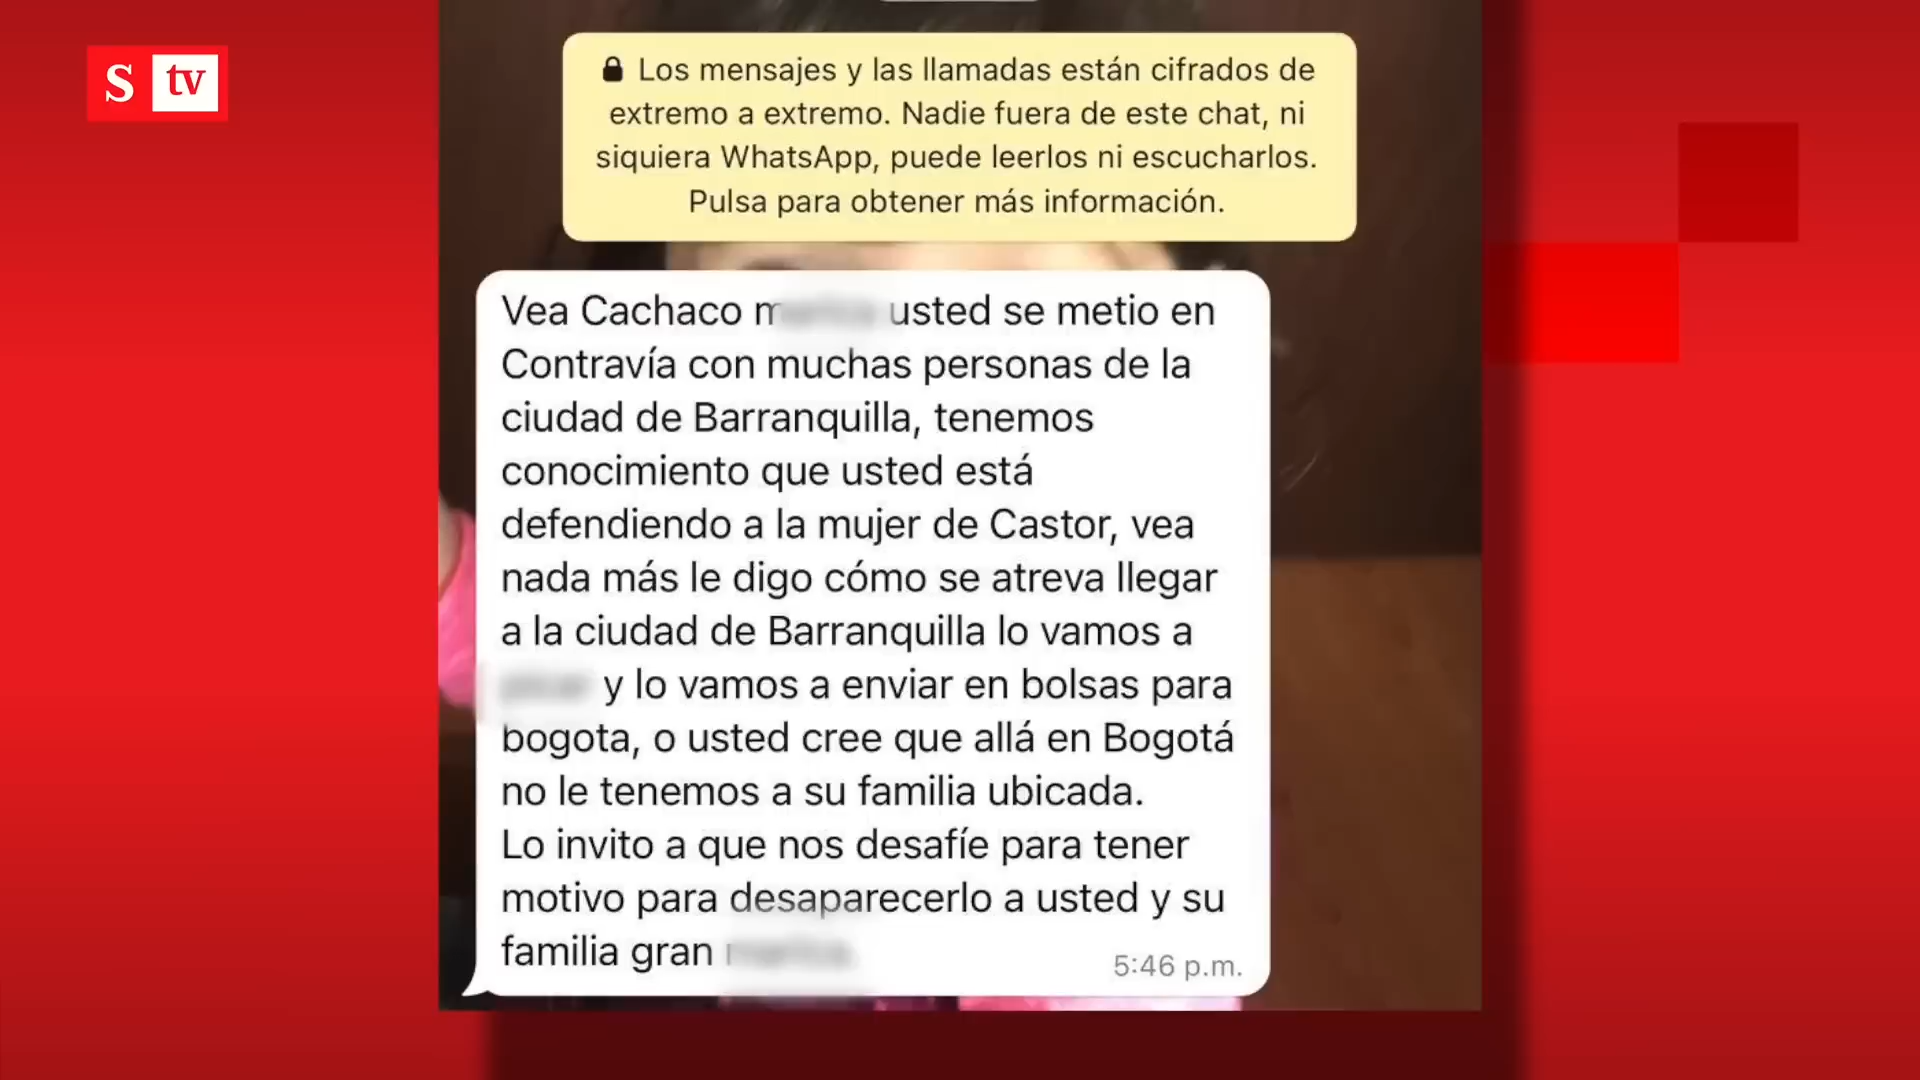 S tv
Los mensajes y las llamadas están cifrados de
extremo a extremo. Nadie fuera de este chat, ni
siquiera WhatsApp, puede leerlos ni escucharlos.
Pulsa para obtener más información.
Vea Cachaco usted se metio en
Contravía con muchas personas de la
ciudad de Barranquilla, tenemos
conocimiento que usted está
defendiendo a la mujer de Castor, vea
nada más le digo cómo se atreva llegar
a la ciudad de Barranquilla lo vamos a
y lo vamos a enviar en bolsas para
bogota, o usted cree que allá en Bogotá
no le tenemos a su familia ubicada.
Lo invito a que nos desafíe para tener
motivo para desaparecerlo a usted y su
familia gran
5:46 p.m.